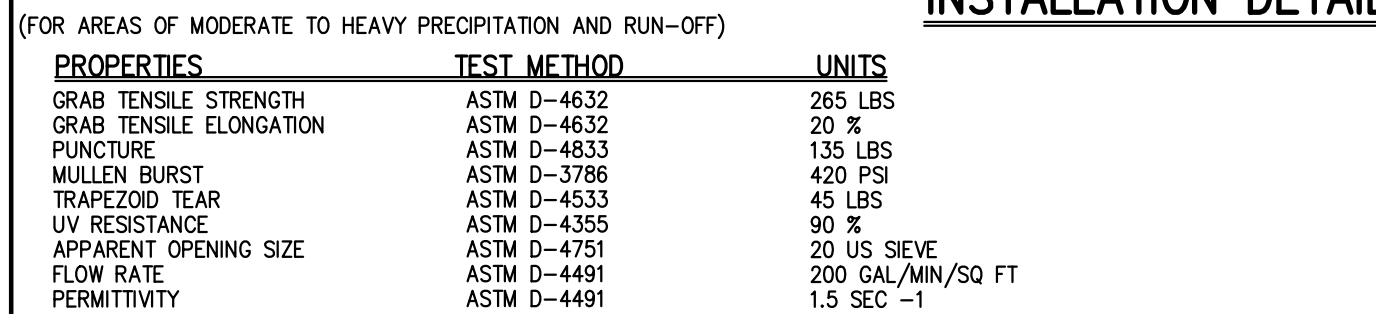 INSTALLATION DETAIL
(FOR AREAS OF MODERATE TO HEAVY PRECIPITATION AND RUN-OFF)
PROPERTIES TEST METHOD UNITS
GRAB TENSILE STRENGTH ASTM D-4632 265 LBS
GRAB TENSILE ELONGATION ASTM D-4632 20 %
PUNCTURE ASTM D-4833 135 LBS
MULLEN BURST ASTM D-3786 420 PSI
TRAPEZOID TEAR ASTM D-4533 45 LBS
UV RESISTANCE ASTM D-4355 90 %
APPARENT OPENING SIZE ASTM D-4751 20 US SIEVE
FLOW RATE ASTM D-4491 200 GAL/MIN/SQ FT
PERMITTIVITY ASTM D-4491 1.5 SEC -1